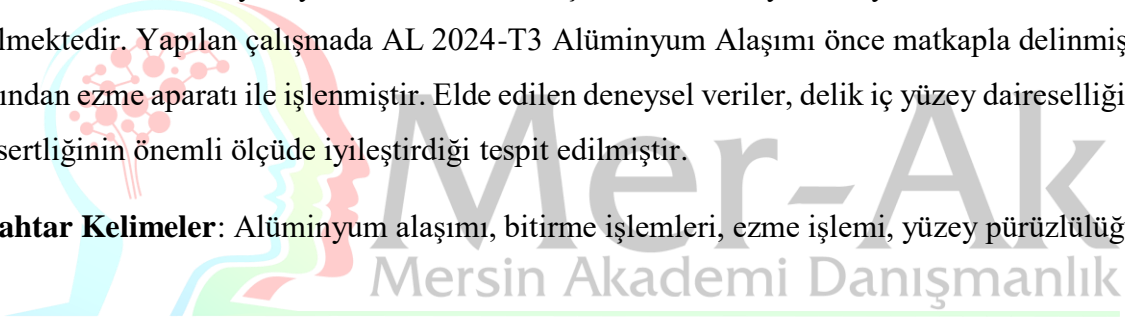 lmektedir. Yapılan çalışmada AL 2024-T3 Alüminyum Alaşımı önce matkapla delinmiş
ından ezme aparatı ile işlenmiştir. Elde edilen deneysel veriler, delik iç yüzey daireselliği
sertliğinin önemli ölçüde iyileştirdiği tespit edilmiştir.
ahtar Kelimeler: Alüminyum alaşımı, bitirme işlemleri, ezme işlemi, yüzey pürüzlülüğ
Mer-Ak
Mersin Akademi Danışmanlık